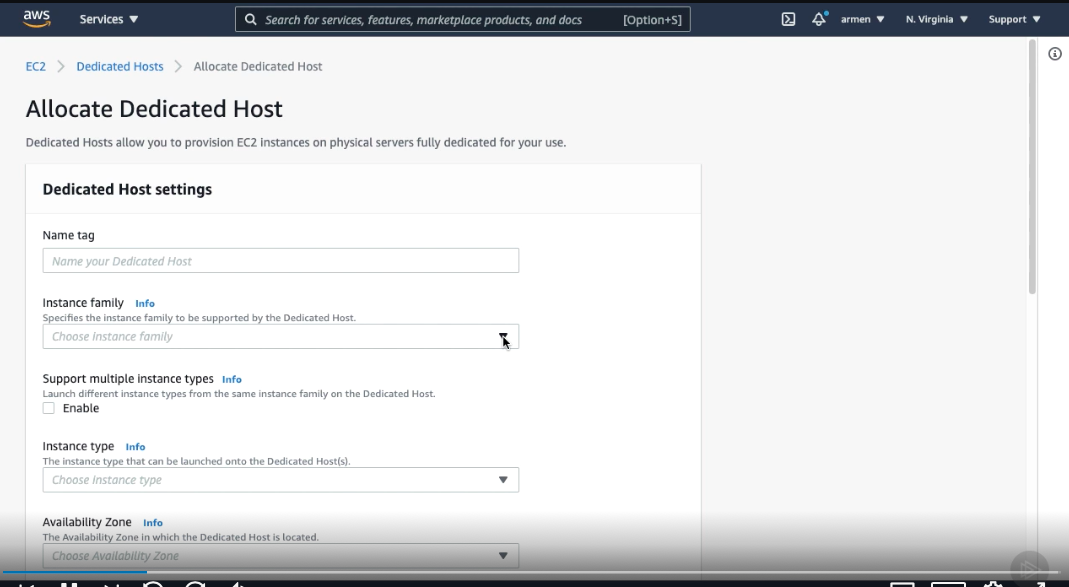 aws
Services
Search for services, features, marketplace products, and docs [Option+S]
armen
N. Virginia
Support
EC2 > Dedicated Hosts > Allocate Dedicated Host
Allocate Dedicated Host
Dedicated Hosts allow you to provision EC2 instances on physical servers fully dedicated for your use.
Dedicated Host settings
Name tag
Name your Dedicated Host
Instance family Info
Specifies the instance family to be supported by the Dedicated Host.
Choose instance family
Support multiple instance types Info
Launch different instance types from the same instance family on the Dedicated Host.
Enable
Instance type Info
The instance type that can be launched onto the Dedicated Host(s).
Choose instance type
Availability Zone Info
The Availability Zone in which the Dedicated Host is located.
Choose Availability Zone